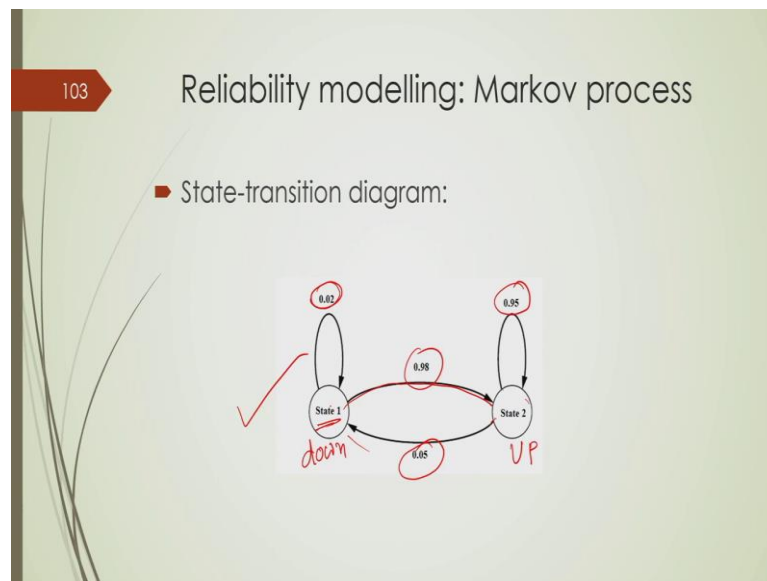 103
Reliability modelling: Markov process
State-transition diagram:
0.02
0.95
0.98
State 1
State 2
down
0.05
UP